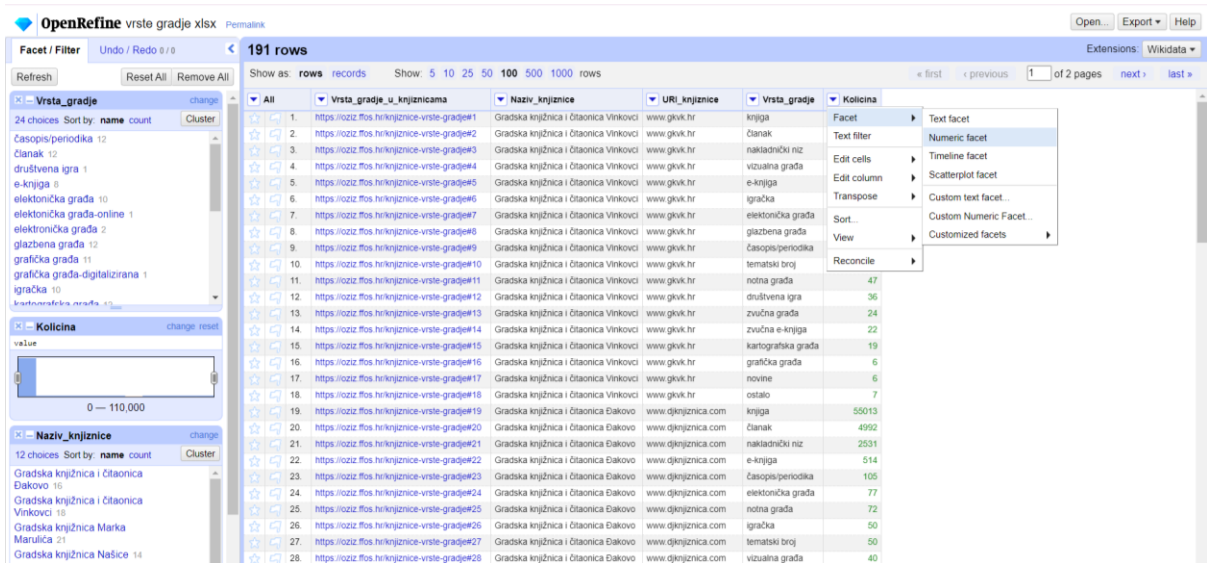 OpenRefine vrste gradje xlsx Permalink
Open... Export Help
Facet / Filter Undo / Redo 0 / 0
191 rows
Extensions: Wikidata
Refresh Reset All Remove All
Show as: rows records Show: 5 10 25 50 100 500 1000 rows
« first ‹ previous 1 of 2 pages next › last »
Vrsta_gradje change
24 choices Sort by: name count Cluster
časopis/periodika 12
članak 12
društvena igra 1
e-knjiga 8
elektonička građa 10
elektonička građa-online 1
elektronička građa 2
glazbena građa 12
grafička građa 11
grafička građa-digitalizirana 1
igračka 10
kartografska građa 12
Kolicina change reset
value
0 — 110,000
Naziv_knjiznice change
12 choices Sort by: name count Cluster
Gradska knjižnica i čitaonica
Đakovo 16
Gradska knjižnica i čitaonica
Vinkovci 18
Gradska knjižnica Marka
Marulića 21
Gradska knjižnica Našice 14
All Vrsta_gradje_u_knjiznicama Naziv_knjiznice URI_knjiznice Vrsta_gradje Kolicina
1. https://oziz.ffos.hr/knjiznice-vrste-gradje#1 Gradska knjižnica i čitaonica Vinkovci www.gkvk.hr knjiga
2. https://oziz.ffos.hr/knjiznice-vrste-gradje#2 Gradska knjižnica i čitaonica Vinkovci www.gkvk.hr članak
3. https://oziz.ffos.hr/knjiznice-vrste-gradje#3 Gradska knjižnica i čitaonica Vinkovci www.gkvk.hr nakladnički niz
4. https://oziz.ffos.hr/knjiznice-vrste-gradje#4 Gradska knjižnica i čitaonica Vinkovci www.gkvk.hr vizualna građa
5. https://oziz.ffos.hr/knjiznice-vrste-gradje#5 Gradska knjižnica i čitaonica Vinkovci www.gkvk.hr e-knjiga
6. https://oziz.ffos.hr/knjiznice-vrste-gradje#6 Gradska knjižnica i čitaonica Vinkovci www.gkvk.hr igračka
7. https://oziz.ffos.hr/knjiznice-vrste-gradje#7 Gradska knjižnica i čitaonica Vinkovci www.gkvk.hr elektonička građa
8. https://oziz.ffos.hr/knjiznice-vrste-gradje#8 Gradska knjižnica i čitaonica Vinkovci www.gkvk.hr glazbena građa
9. https://oziz.ffos.hr/knjiznice-vrste-gradje#9 Gradska knjižnica i čitaonica Vinkovci www.gkvk.hr časopis/periodika
10. https://oziz.ffos.hr/knjiznice-vrste-gradje#10 Gradska knjižnica i čitaonica Vinkovci www.gkvk.hr tematski broj
11. https://oziz.ffos.hr/knjiznice-vrste-gradje#11 Gradska knjižnica i čitaonica Vinkovci www.gkvk.hr notna građa 47
12. https://oziz.ffos.hr/knjiznice-vrste-gradje#12 Gradska knjižnica i čitaonica Vinkovci www.gkvk.hr društvena igra 36
13. https://oziz.ffos.hr/knjiznice-vrste-gradje#13 Gradska knjižnica i čitaonica Vinkovci www.gkvk.hr zvučna građa 24
14. https://oziz.ffos.hr/knjiznice-vrste-gradje#14 Gradska knjižnica i čitaonica Vinkovci www.gkvk.hr zvučna e-knjiga 22
15. https://oziz.ffos.hr/knjiznice-vrste-gradje#15 Gradska knjižnica i čitaonica Vinkovci www.gkvk.hr kartografska građa 19
16. https://oziz.ffos.hr/knjiznice-vrste-gradje#16 Gradska knjižnica i čitaonica Vinkovci www.gkvk.hr grafička građa 6
17. https://oziz.ffos.hr/knjiznice-vrste-gradje#17 Gradska knjižnica i čitaonica Vinkovci www.gkvk.hr novine 6
18. https://oziz.ffos.hr/knjiznice-vrste-gradje#18 Gradska knjižnica i čitaonica Vinkovci www.gkvk.hr ostalo 7
19. https://oziz.ffos.hr/knjiznice-vrste-gradje#19 Gradska knjižnica i čitaonica Đakovo www.djknjiznica.com knjiga 55013
20. https://oziz.ffos.hr/knjiznice-vrste-gradje#20 Gradska knjižnica i čitaonica Đakovo www.djknjiznica.com članak 4992
21. https://oziz.ffos.hr/knjiznice-vrste-gradje#21 Gradska knjižnica i čitaonica Đakovo www.djknjiznica.com nakladnički niz 2531
22. https://oziz.ffos.hr/knjiznice-vrste-gradje#22 Gradska knjižnica i čitaonica Đakovo www.djknjiznica.com e-knjiga 514
23. https://oziz.ffos.hr/knjiznice-vrste-gradje#23 Gradska knjižnica i čitaonica Đakovo www.djknjiznica.com časopis/periodika 105
24. https://oziz.ffos.hr/knjiznice-vrste-gradje#24 Gradska knjižnica i čitaonica Đakovo www.djknjiznica.com elektonička građa 77
25. https://oziz.ffos.hr/knjiznice-vrste-gradje#25 Gradska knjižnica i čitaonica Đakovo www.djknjiznica.com notna građa 72
26. https://oziz.ffos.hr/knjiznice-vrste-gradje#26 Gradska knjižnica i čitaonica Đakovo www.djknjiznica.com igračka 50
27. https://oziz.ffos.hr/knjiznice-vrste-gradje#27 Gradska knjižnica i čitaonica Đakovo www.djknjiznica.com tematski broj 50
28. https://oziz.ffos.hr/knjiznice-vrste-gradje#28 Gradska knjižnica i čitaonica Đakovo www.djknjiznica.com vizualna građa 40
Facet
Text filter
Edit cells
Edit column
Transpose
Sort...
View
Reconcile
Text facet
Numeric facet
Timeline facet
Scatterplot facet
Custom text facet...
Custom Numeric Facet...
Customized facets